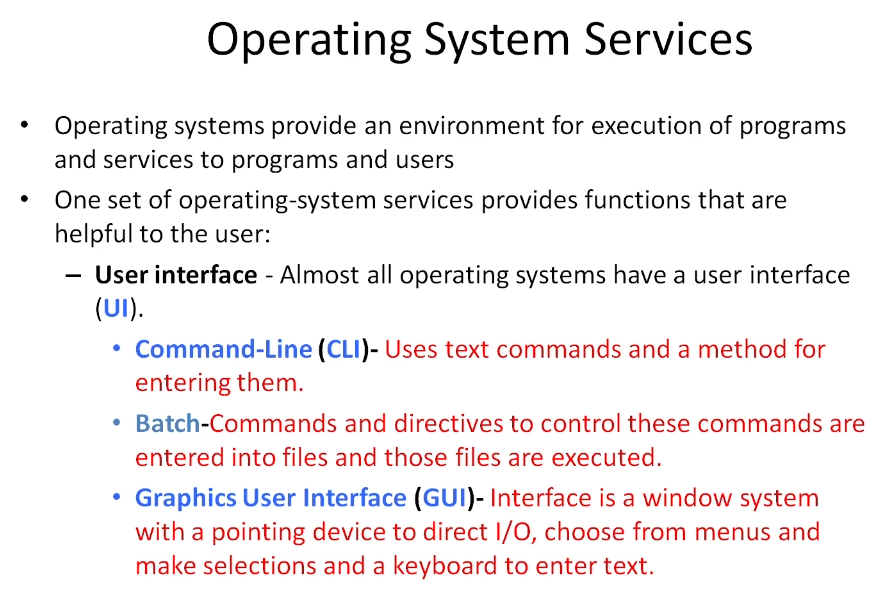 Operating System Services
• Operating systems provide an environment for execution of programs
and services to programs and users
• One set of operating-system services provides functions that are
helpful to the user:
– User interface - Almost all operating systems have a user interface
(UI).
• Command-Line (CLI)- Uses text commands and a method for
entering them.
• Batch-Commands and directives to control these commands are
entered into files and those files are executed.
• Graphics User Interface (GUI)- Interface is a window system
with a pointing device to direct I/O, choose from menus and
make selections and a keyboard to enter text.